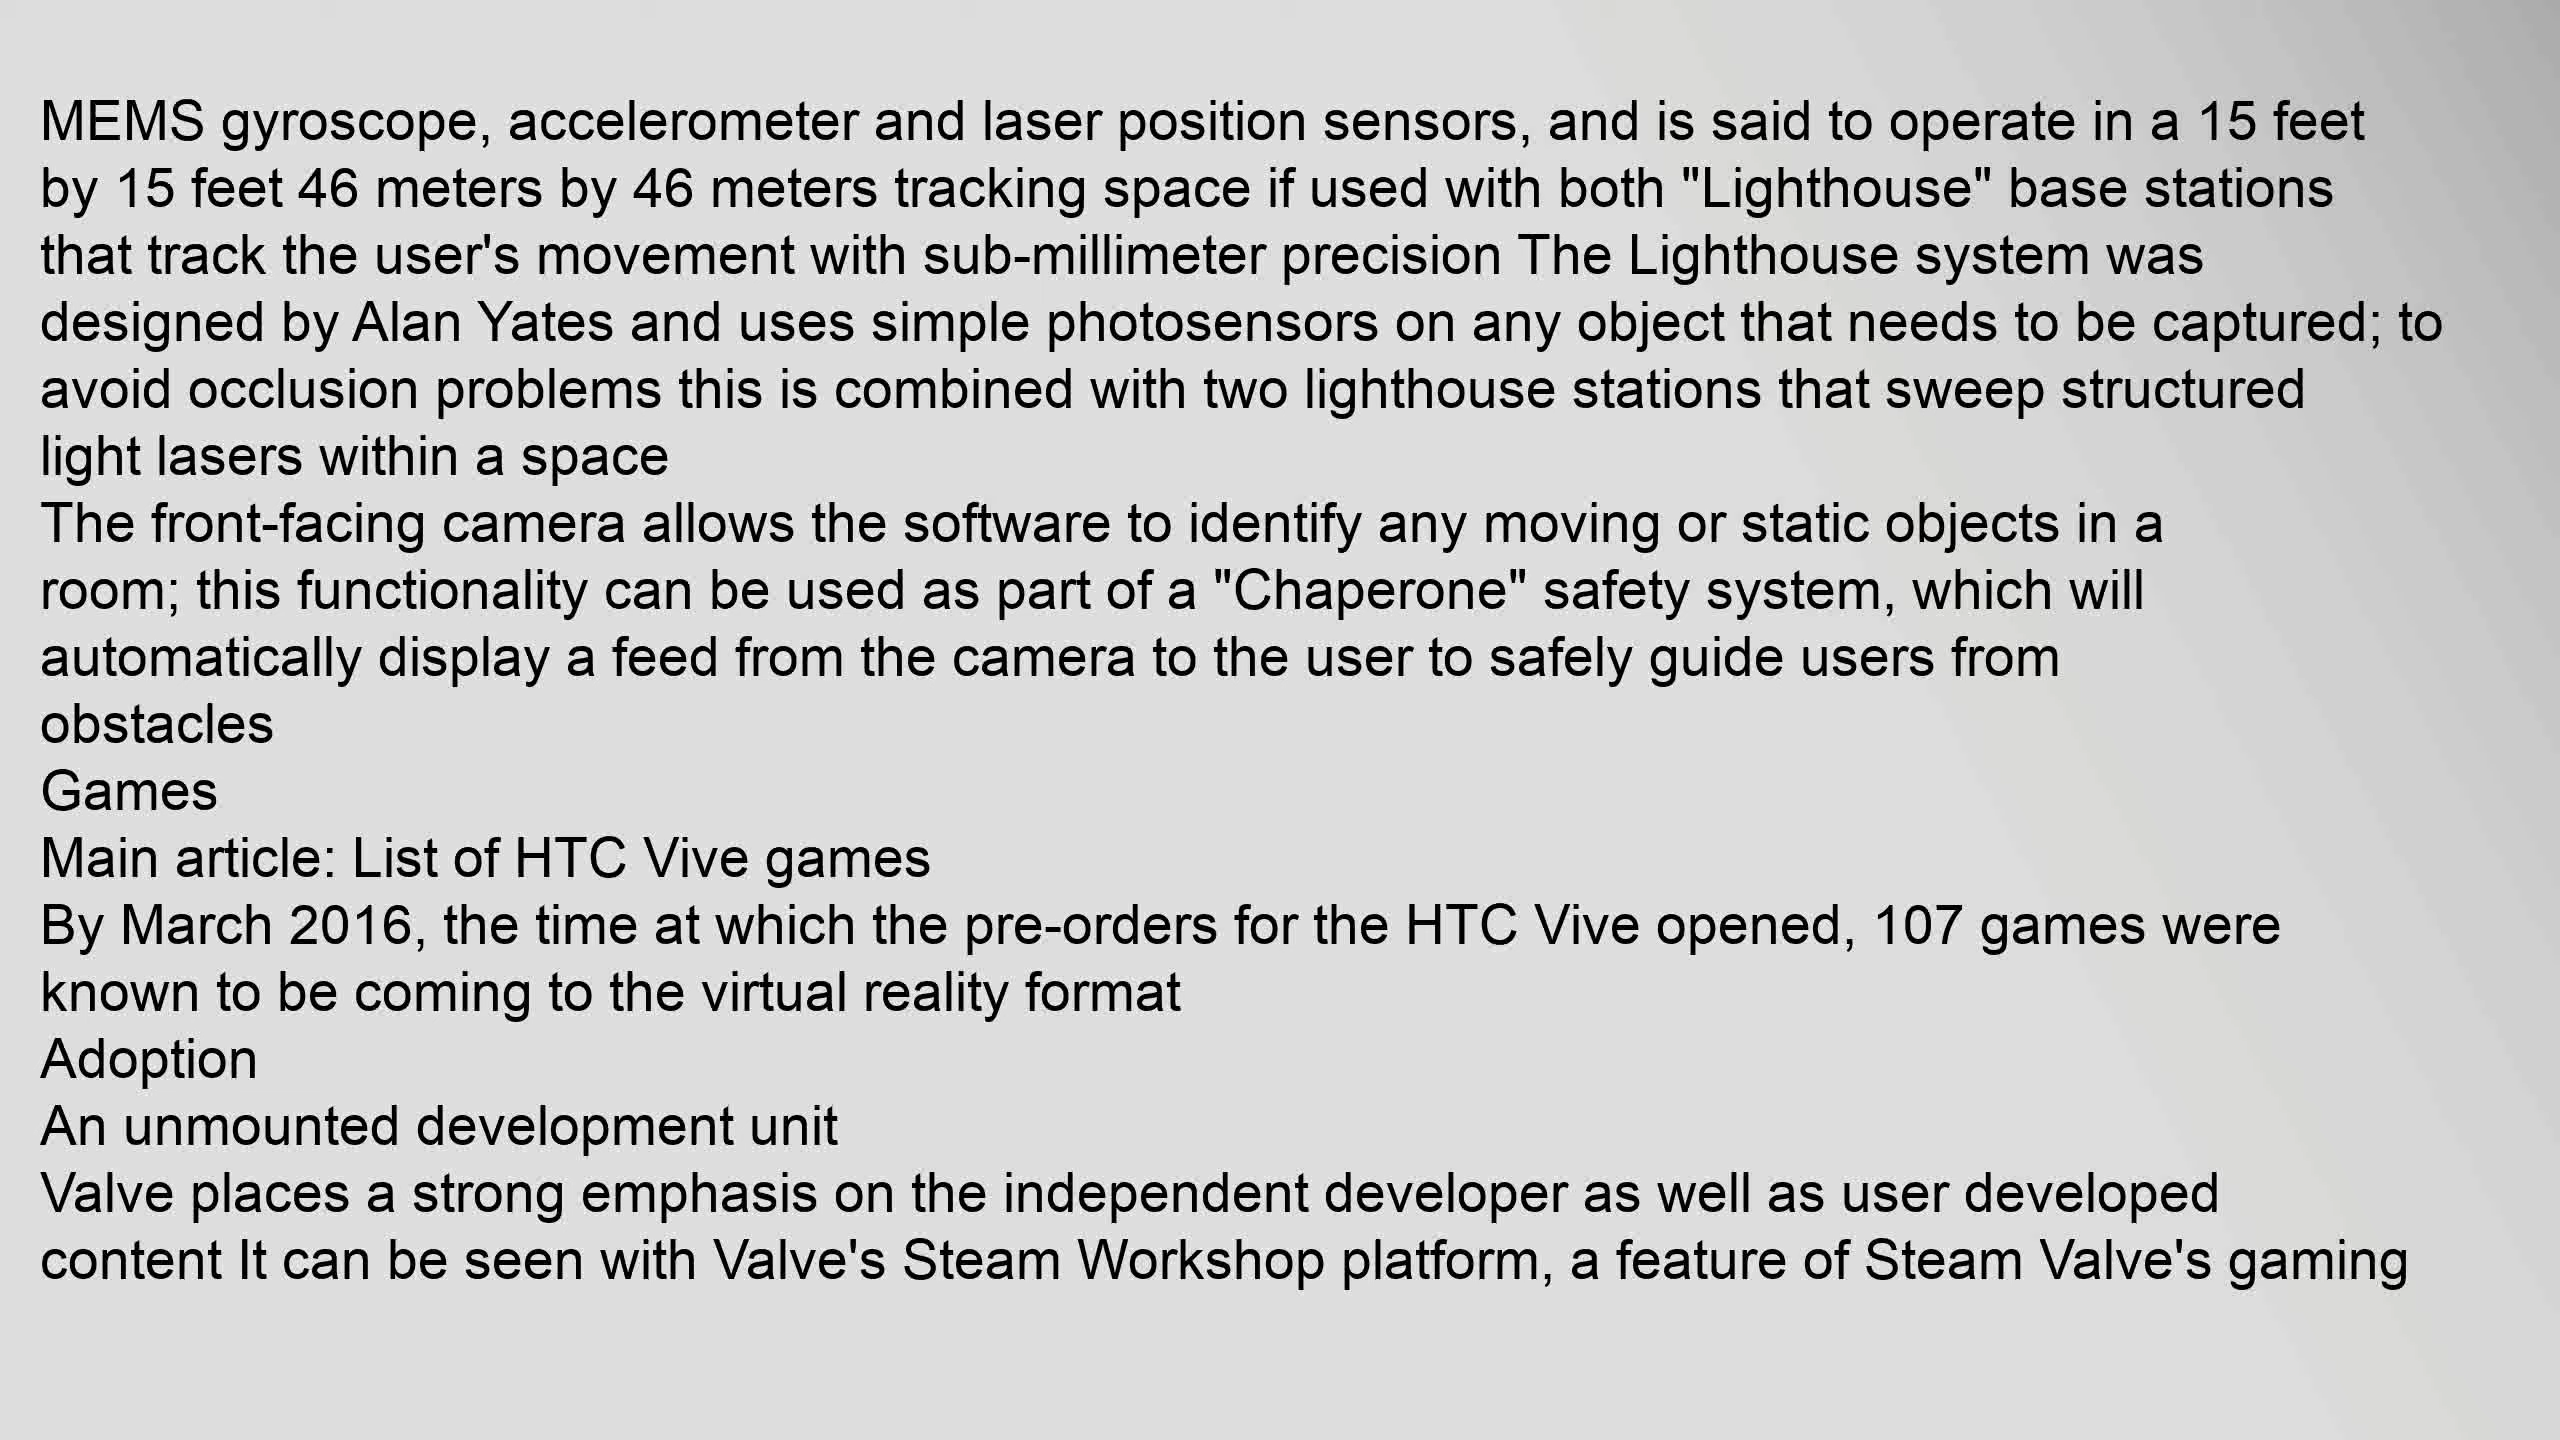 MEMS gyroscope, accelerometer and laser position sensors, and is said to operate in a 15 feet
by 15 feet 46 meters by 46 meters tracking space if used with both "Lighthouse" base stations
that track the user's movement with sub-millimeter precision The Lighthouse system was
designed by Alan Yates and uses simple photosensors on any object that needs to be captured; to
avoid occlusion problems this is combined with two lighthouse stations that sweep structured
light lasers within a space
The front-facing camera allows the software to identify any moving or static objects in a
room; this functionality can be used as part of a "Chaperone" safety system, which will
automatically display a feed from the camera to the user to safely guide users from
obstacles
Games
Main article: List of HTC Vive games
By March 2016, the time at which the pre-orders for the HTC Vive opened, 107 games were
known to be coming to the virtual reality format
Adoption
An unmounted development unit
Valve places a strong emphasis on the independent developer as well as user developed
content It can be seen with Valve's Steam Workshop platform, a feature of Steam Valve's gaming